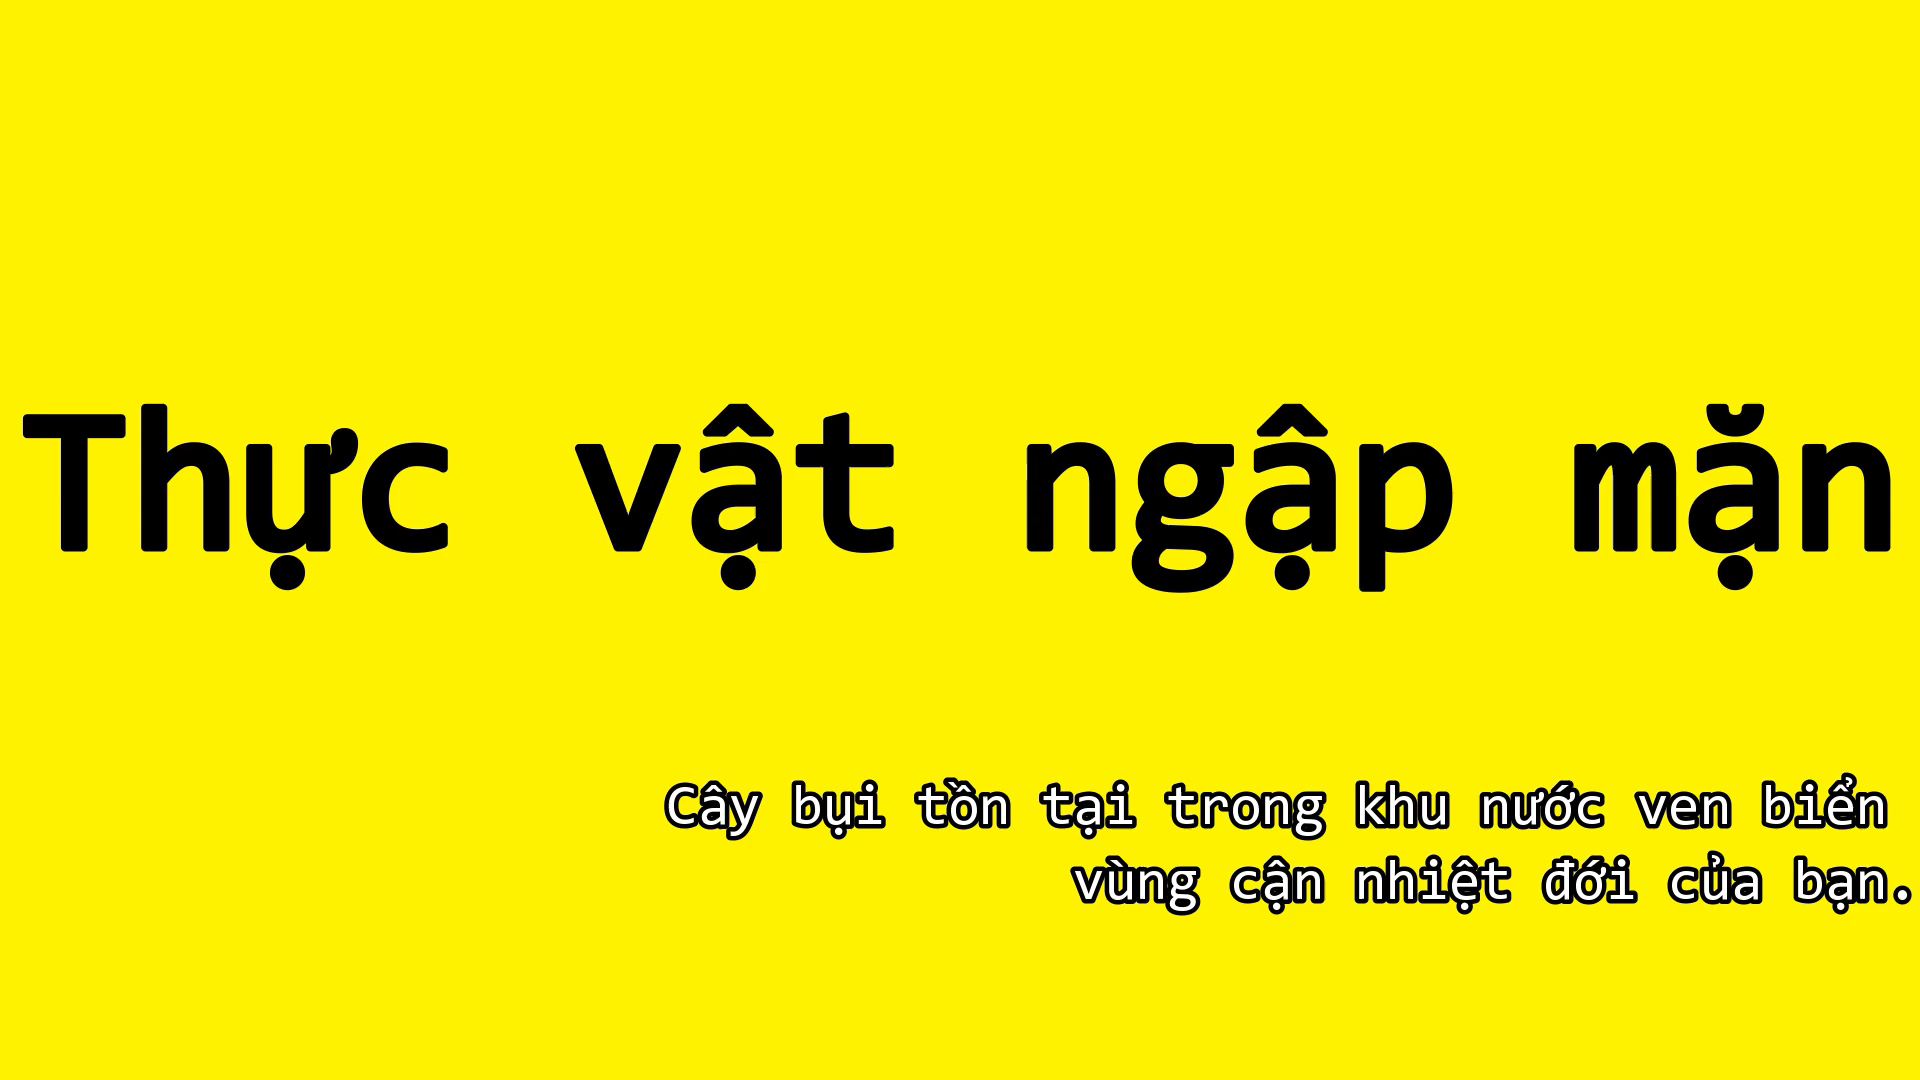 Thực vật ngập mặn
Cây bụi tồn tại trong khu nước ven biển
vùng cận nhiệt đới của bạn.